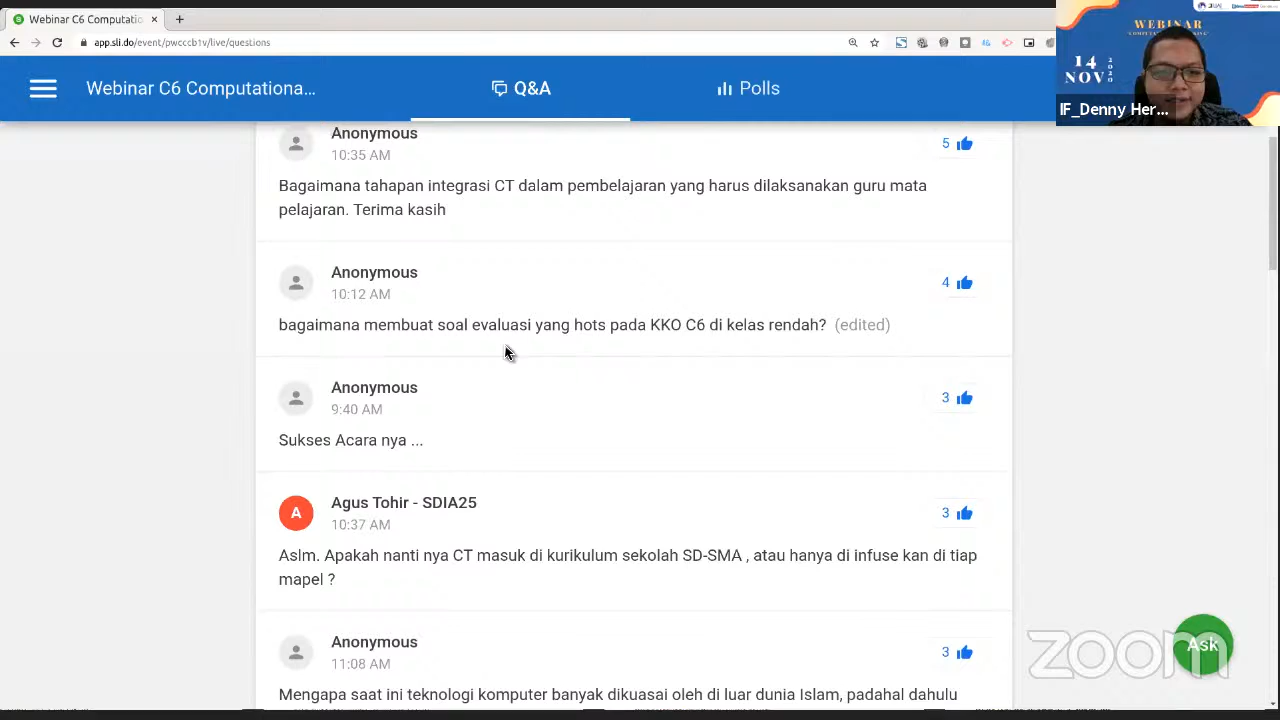 Webinar C6 Computatio
app.sli.do/event/pwcccb1v/live/questions
Webinar C6 Computationa...
Q&A
Polls
WEBINAR
14
NOV
2020
IF_Denny Her...
Anonymous
10:35 AM
5
Bagaimana tahapan integrasi CT dalam pembelajaran yang harus dilaksanakan guru mata
pelajaran. Terima kasih
Anonymous
10:12 AM
4
bagaimana membuat soal evaluasi yang hots pada KKO C6 di kelas rendah? (edited)
Anonymous
9:40 AM
3
Sukses Acara nya ...
A
Agus Tohir - SDIA25
10:37 AM
3
Aslm. Apakah nanti nya CT masuk di kurikulum sekolah SD-SMA , atau hanya di infuse kan di tiap
mapel ?
Anonymous
11:08 AM
3
Mengapa saat ini teknologi komputer banyak dikuasai oleh di luar dunia Islam, padahal dahulu
Ask
zoom